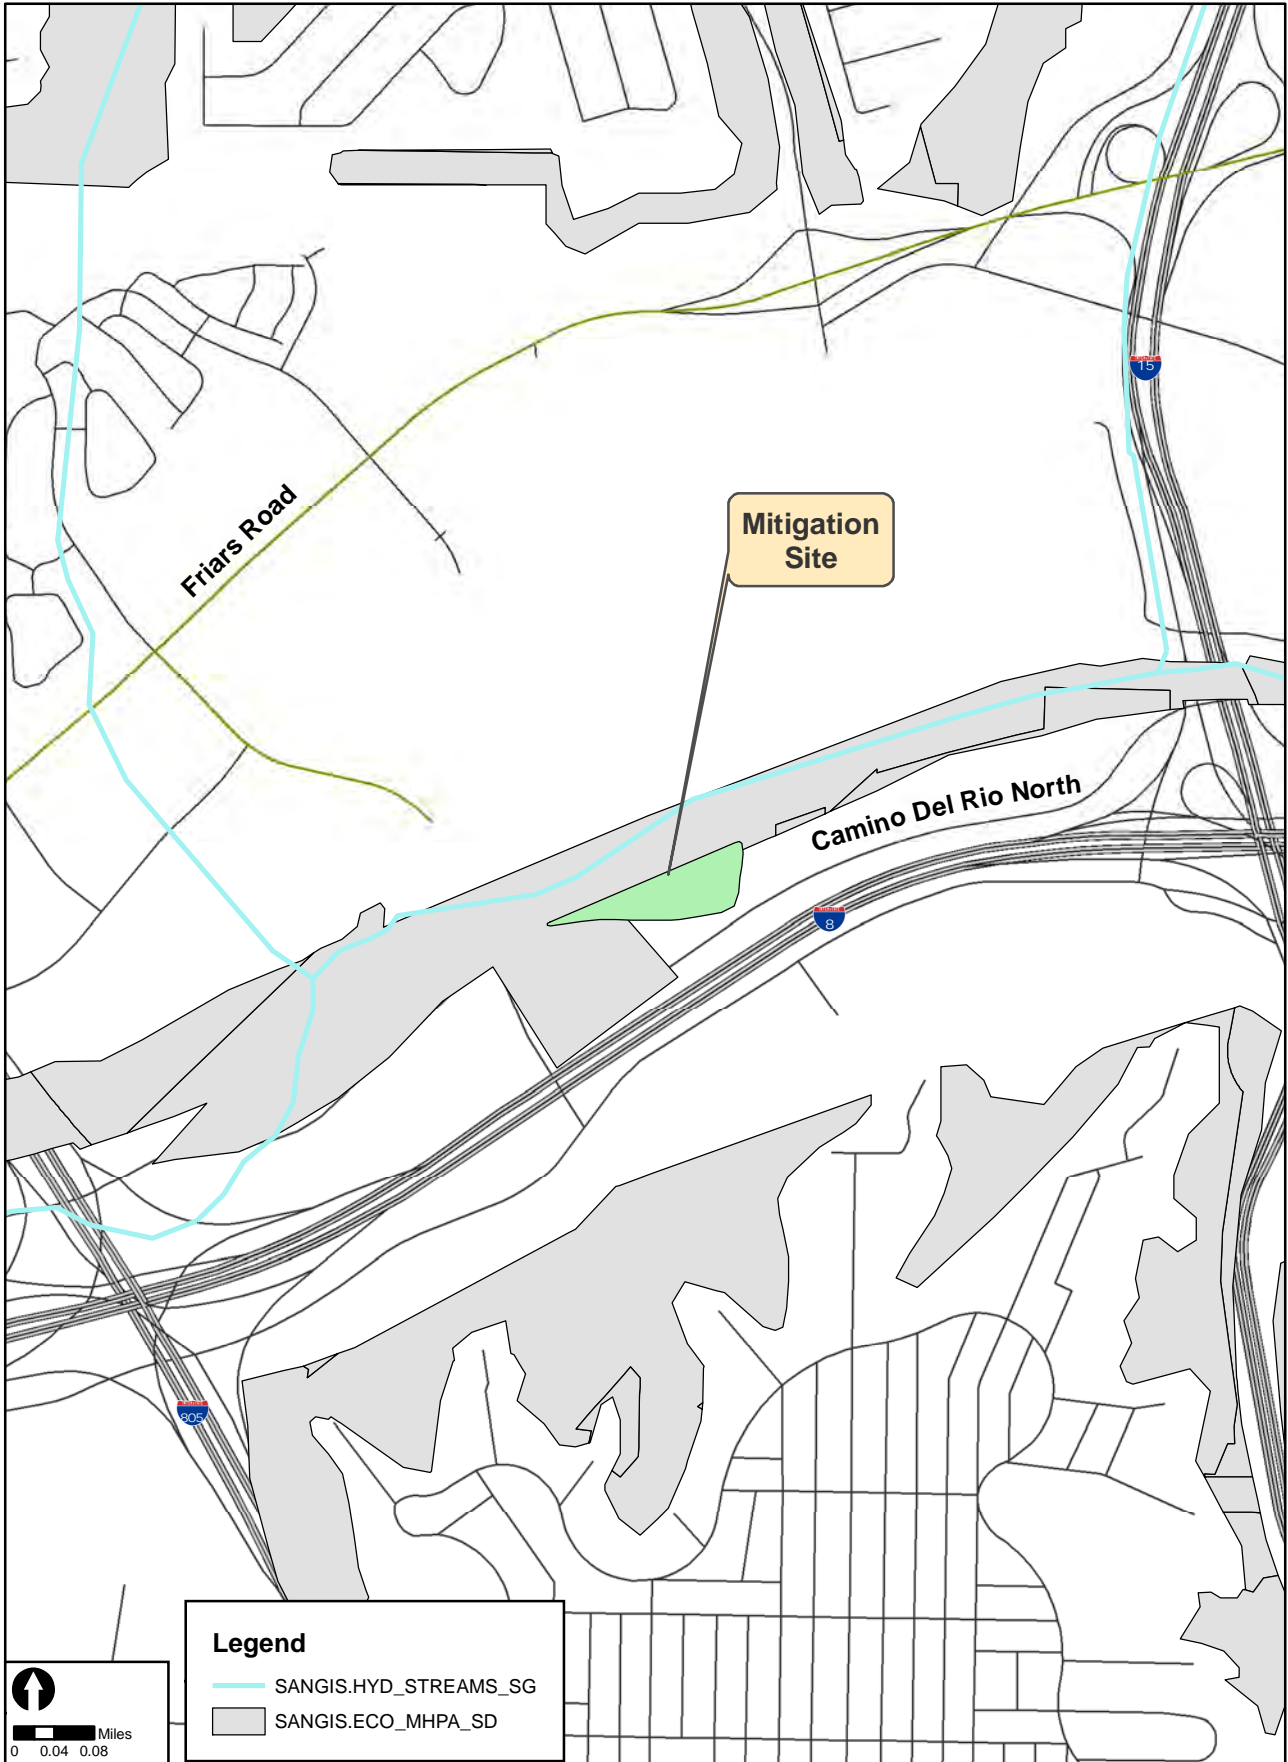 15
Mitigation
Site
Friars Road
Camino Del Rio North
8
805
Legend
SANGIS.HYD_STREAMS_SG
SANGIS.ECO_MHPA_SD
Miles
0 0.04 0.08